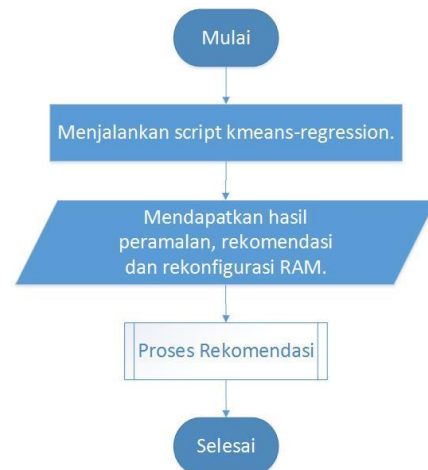 Mulai
Menjalankan script kmeans-regression.
Mendapatkan hasil
peramalan, rekomendasi
dan rekonfigurasi RAM.
Proses Rekomendasi
Selesai